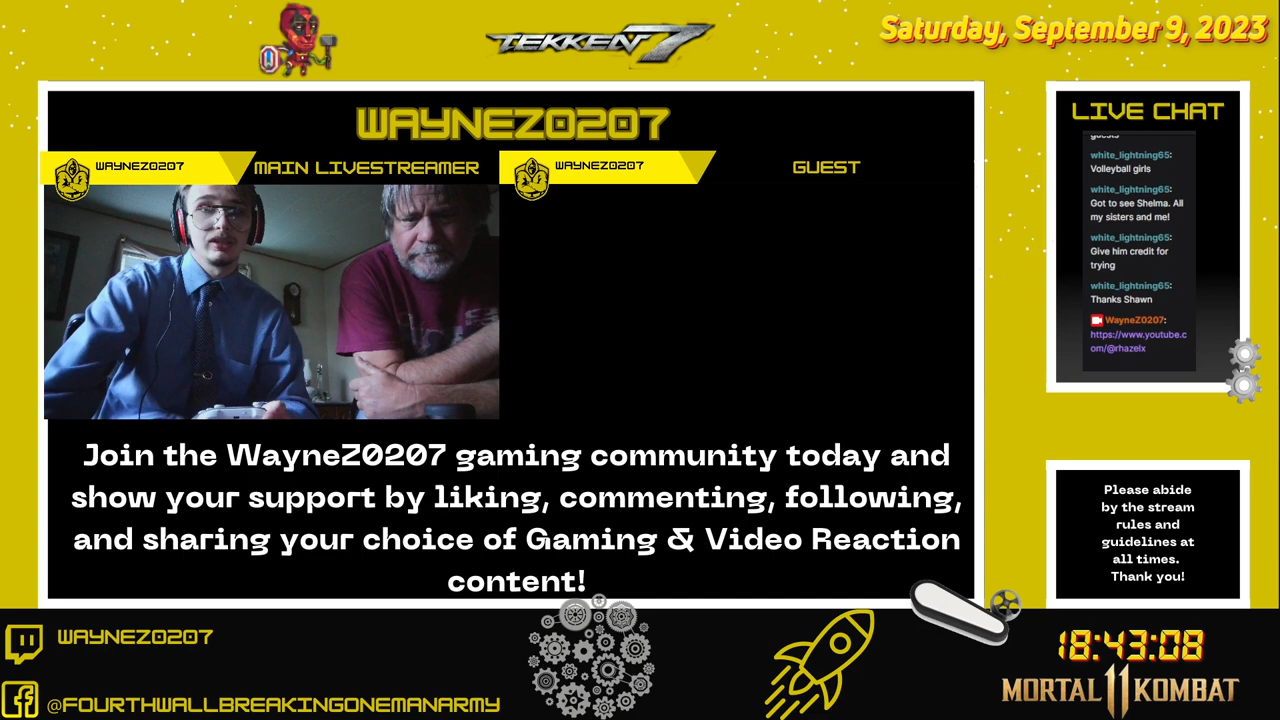 TEKKEN 7
Saturday, September 9, 2023
WAYNEZ0207
WAYNEZ0207
MAIN LIVESTREAMER
WAYNEZ0207
GUEST
LIVE CHAT
guests
white_lightning65:
Volleyball girls
white_lightning65:
Got to see Shelma. All
my sisters and me!
white_lightning65:
Give him credit for
trying
white_lightning65:
Thanks Shawn
WayneZ0207:
https://www.youtube.c
om/@rhazelx
Join the WayneZ0207 gaming community today and
show your support by liking, commenting, following,
and sharing your choice of Gaming & Video Reaction
content!
Please abide
by the stream
rules and
guidelines at
all times.
Thank you!
WAYNEZ0207
@FOURTHWALLBREAKINGONEMANARMY
18:43:08
MORTAL KOMBAT 11